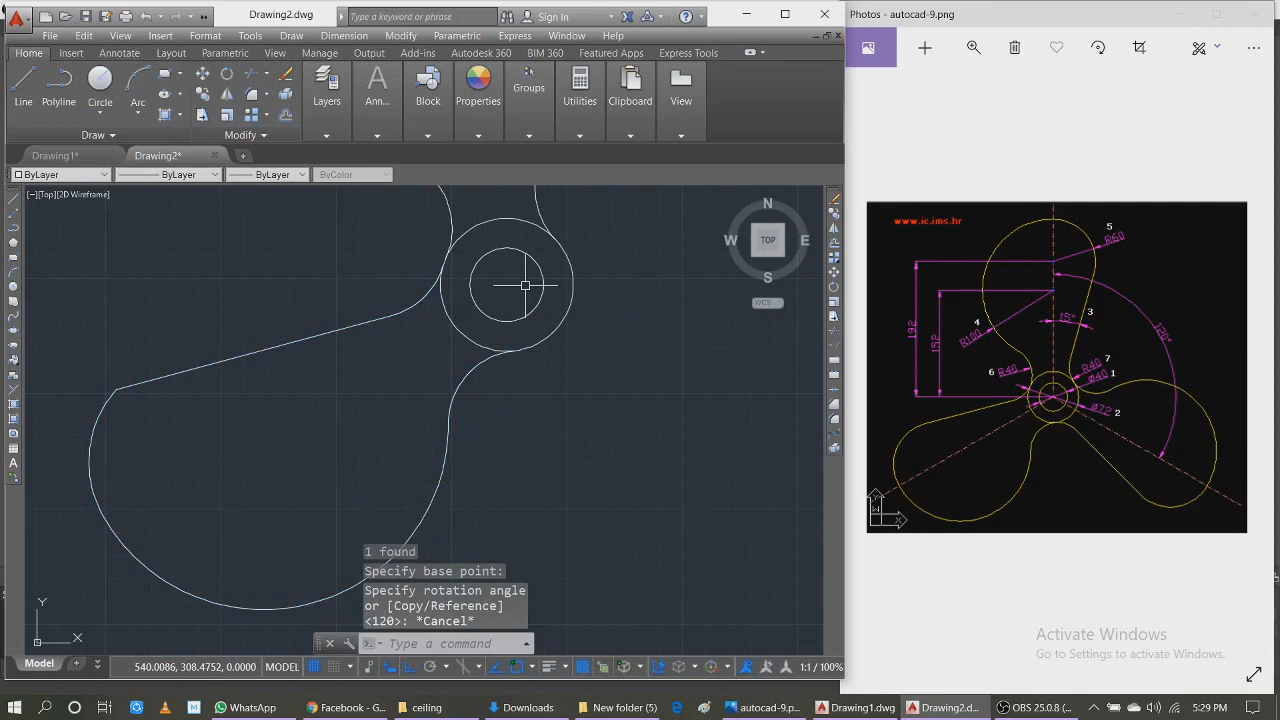 Drawing2.dwg
Type a keyword or phrase
Sign In
File Edit View Insert Format Tools Draw Dimension Modify Parametric Express Window Help
Home Insert Annotate Layout Parametric View Manage Output Add-ins Autodesk 360 BIM 360 Featured Apps Express Tools
Line Polyline Circle Arc Layers Ann... Block Properties Groups Utilities Clipboard View
Draw Modify
Drawing1* Drawing2*
ByLayer ByLayer ByLayer ByColor
[−][Top][2D Wireframe]
N
W TOP E
S
WCS
1 found
Specify base point:
Specify rotation angle
or [Copy/Reference]
<120>: *Cancel*
Type a command
Y
X
Model
540.0086, 308.4752, 0.0000 MODEL
1:1 / 100%
Photos - autocad-9.png
www.ic.ims.hr
5
R60
192
152
4
R100
15°
3
120°
6
R40
R40
7
Ø40
1
Ø72
2
Y
W
X
Activate Windows
Go to Settings to activate Windows.
WhatsApp
Facebook - G...
ceiling
Downloads
New folder (5)
autocad-9.p...
Drawing1.dwg
Drawing2.d...
OBS 25.0.8 (...
5:29 PM